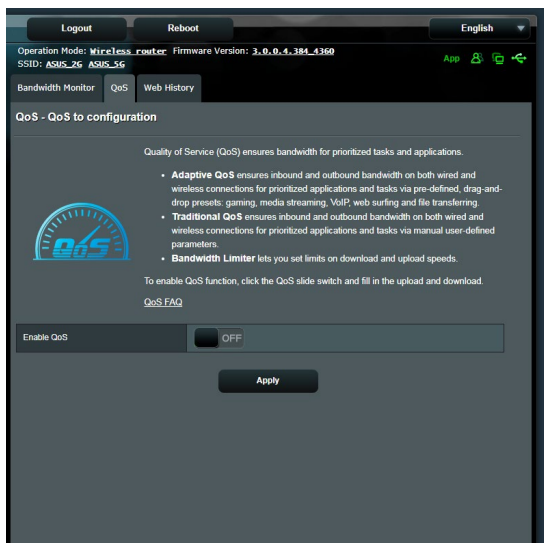 Logout Reboot English
Operation Mode: Wireless router Firmware Version: 3.0.0.4.384_4360
SSID: ASUS_2G ASUS_5G App
Bandwidth Monitor QoS Web History
QoS - QoS to configuration
Quality of Service (QoS) ensures bandwidth for prioritized tasks and applications.
• Adaptive QoS ensures inbound and outbound bandwidth on both wired and
wireless connections for prioritized applications and tasks via pre-defined, drag-and-
drop presets: gaming, media streaming, VoIP, web surfing and file transferring.
• Traditional QoS ensures inbound and outbound bandwidth on both wired and
wireless connections for prioritized applications and tasks via manual user-defined
parameters.
• Bandwidth Limiter lets you set limits on download and upload speeds.
QoS
To enable QoS function, click the QoS slide switch and fill in the upload and download.
QoS FAQ
Enable QoS OFF
Apply